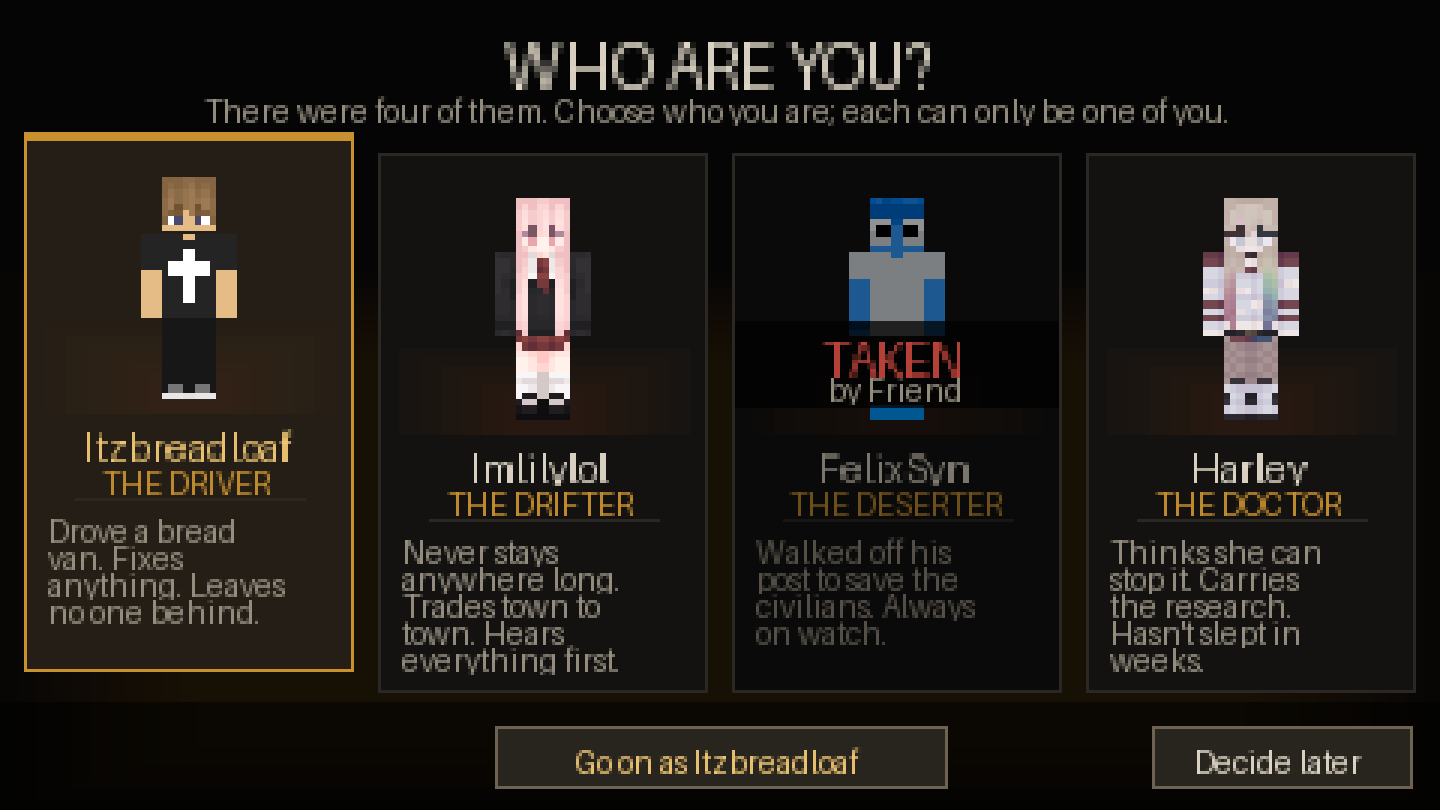 WHO ARE YOU?
There were four of them. Choose who you are; each can only be one of you.
Itzbreadloaf
THE DRIVER
Drove a bread
van. Fixes
anything. Leaves
no one behind.
Imlilylol
THE DRIFTER
Never stays
anywhere long.
Trades town to
town. Hears
everything first.
TAKEN
by Friend
FelixSyn
THE DESERTER
Walked off his
post to save the
civilians. Always
on watch.
Harley
THE DOCTOR
Thinks she can
stop it. Carries
the research.
Hasn't slept in
weeks.
Go on as Itzbreadloaf
Decide later